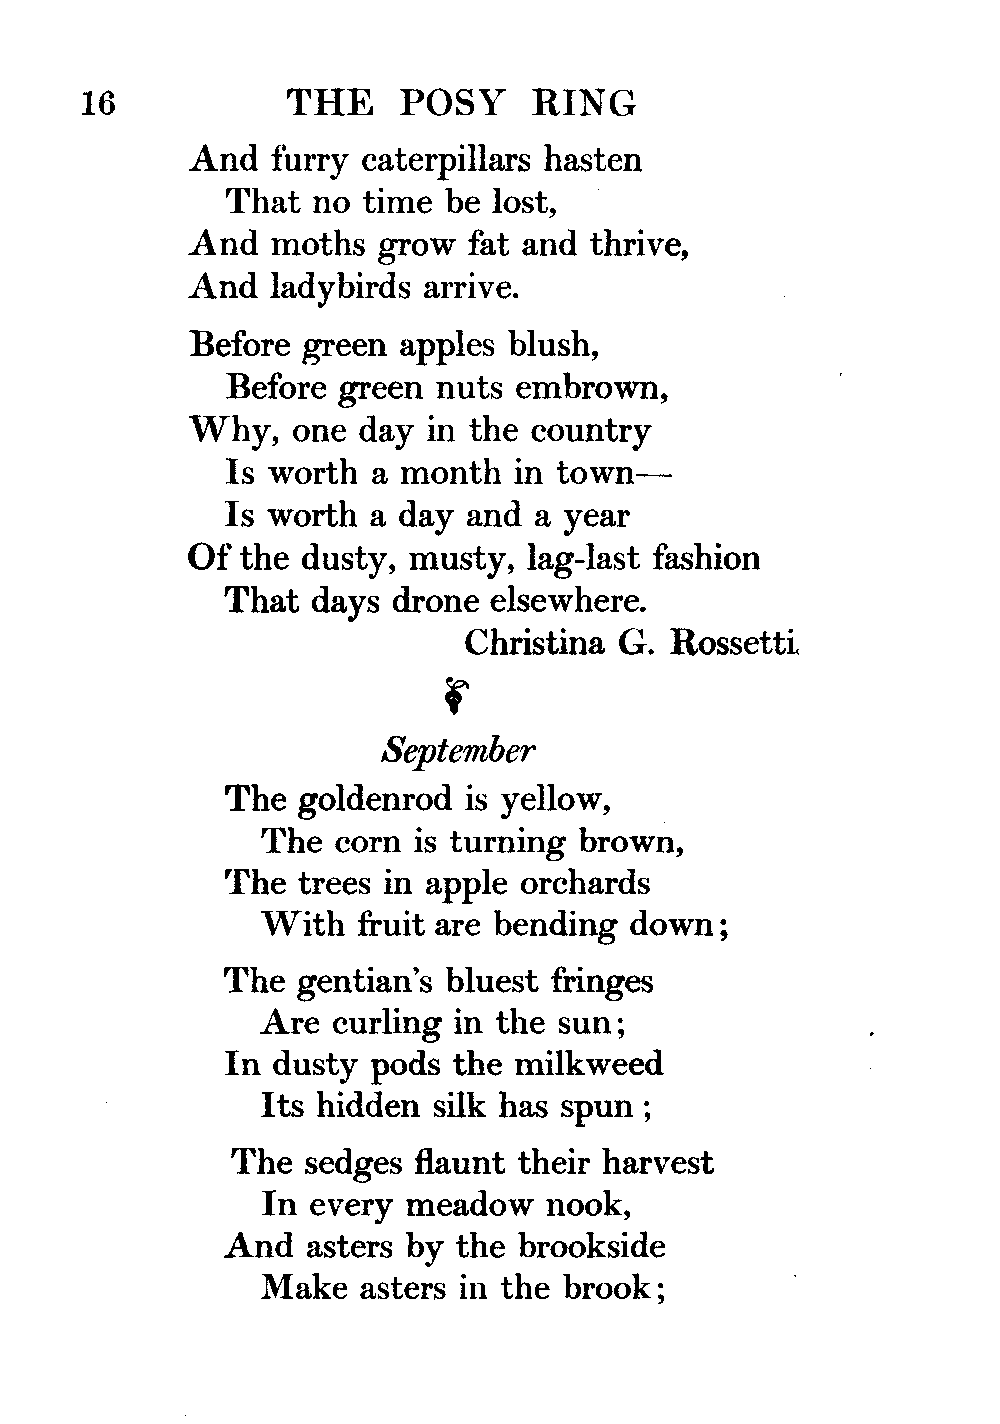 16 THE POSY RING
And furry caterpillars hasten
That no time be lost,
And moths grow fat and thrive,
And ladybirds arrive.
Before green apples blush,
Before green nuts embrown,
Why, one day in the country
Is worth a month in town—
Is worth a day and a year
Of the dusty, musty, lag-last fashion
That days drone elsewhere.
Christina G. Rossetti.
September
The goldenrod is yellow,
The corn is turning brown,
The trees in apple orchards
With fruit are bending down;
The gentian's bluest fringes
Are curling in the sun;
In dusty pods the milkweed
Its hidden silk has spun;
The sedges flaunt their harvest
In every meadow nook,
And asters by the brookside
Make asters in the brook;